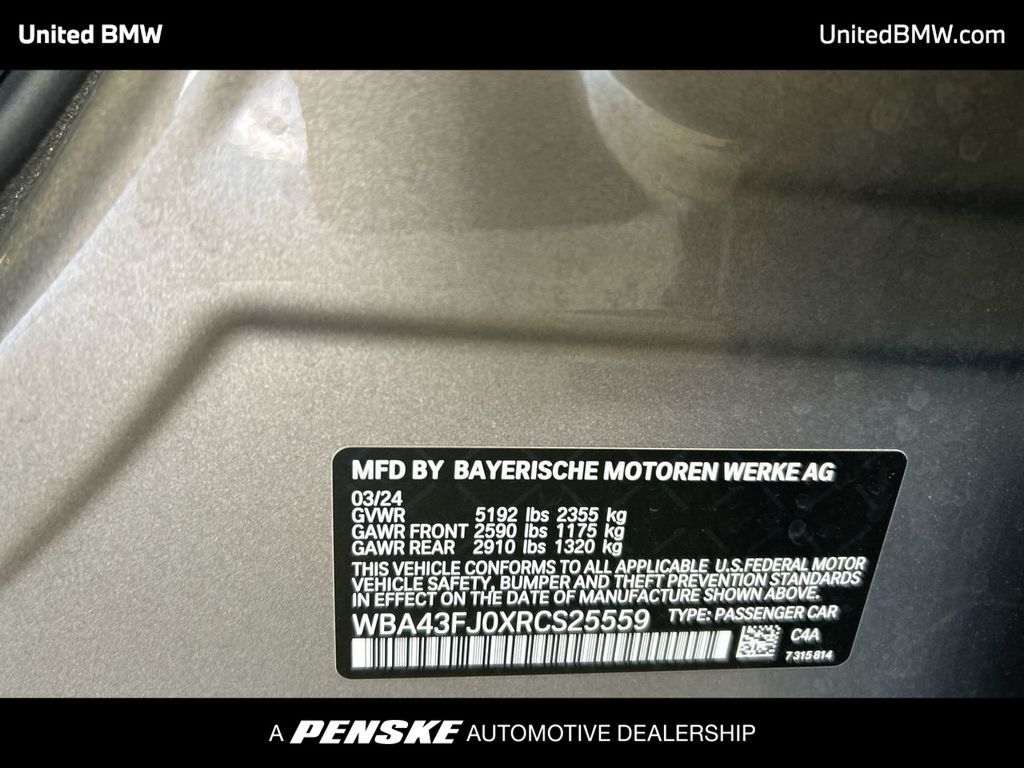 United BMW
UnitedBMW.com
MFD BY BAYERISCHE MOTOREN WERKE AG
03/24
GVWR 5192 lbs 2355 kg
GAWR FRONT 2590 lbs 1175 kg
GAWR REAR 2910 lbs 1320 kg
THIS VEHICLE CONFORMS TO ALL APPLICABLE U.S.FEDERAL MOTOR
VEHICLE SAFETY, BUMPER AND THEFT PREVENTION STANDARDS
IN EFFECT ON THE DATE OF MANUFACTURE SHOWN ABOVE.
WBA43FJ0XRCS25559 TYPE: PASSENGER CAR
C4A
7315814
A PENSKE AUTOMOTIVE DEALERSHIP